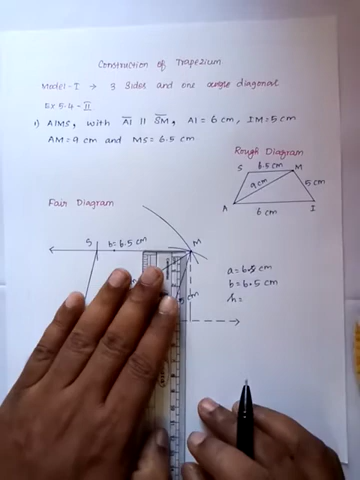 Construction of Trapezium
Model-I → 3 sides and one angle diagonal
Ex 5.4 - II
1) AIMS, with AI || SM, AI = 6 cm, IM = 5 cm
AM = 9 cm and MS = 6.5 cm
Rough Diagram
S 6.5 cm M
9 cm 5 cm
A 6 cm I
Fair Diagram
S b = 6.5 cm M
5 cm
b = 6.5 cm
h =